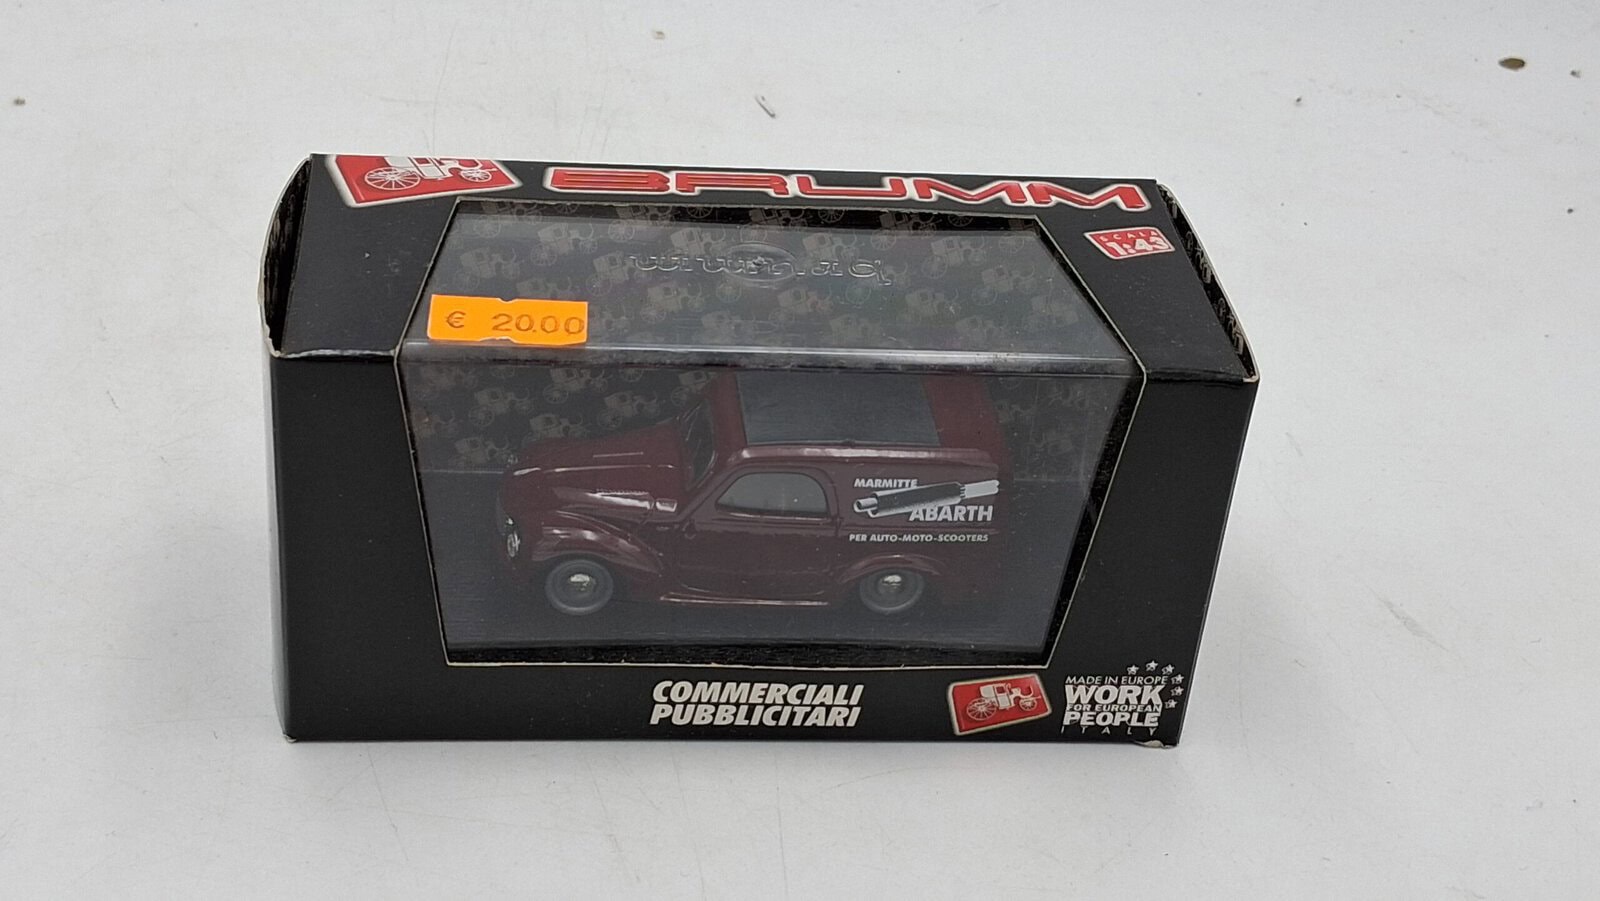 BRUMM
SCALA
1:43
brumm
€ 20.00
MARMITTE
ABARTH
PER AUTO-MOTO-SCOOTERS
COMMERCIALI
PUBBLICITARI
MADE IN EUROPE
WORK
FOR EUROPEAN
PEOPLE
ITALY